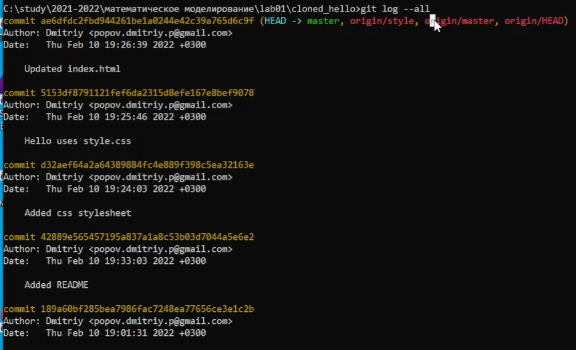 C:\study\2021-2022\математическое моделирование\lab01\cloned_hello>git log --all
commit ae6dfdc2fbd944261be1a0244e42c39a765d6c9f (HEAD -> master, origin/style, origin/master, origin/HEAD)
Author: Dmitriy <popov.dmitriy.p@gmail.com>
Date:   Thu Feb 10 19:26:39 2022 +0300
Updated index.html
commit 5153df8791121fef6da2315d8efe167e8bef9078
Author: Dmitriy <popov.dmitriy.p@gmail.com>
Date:   Thu Feb 10 19:25:46 2022 +0300
Hello uses style.css
commit d32aef64a2a64389884fc4e889f398c5ea32163e
Author: Dmitriy <popov.dmitriy.p@gmail.com>
Date:   Thu Feb 10 19:24:03 2022 +0300
Added css stylesheet
commit 42889e565457195a837a1a8c53b03d7044a5e6e2
Author: Dmitriy <popov.dmitriy.p@gmail.com>
Date:   Thu Feb 10 19:33:03 2022 +0300
Added README
commit 189a60bf285bea7986fac7248ea77656ce3e1c2b
Author: Dmitriy <popov.dmitriy.p@gmail.com>
Date:   Thu Feb 10 19:01:31 2022 +0300